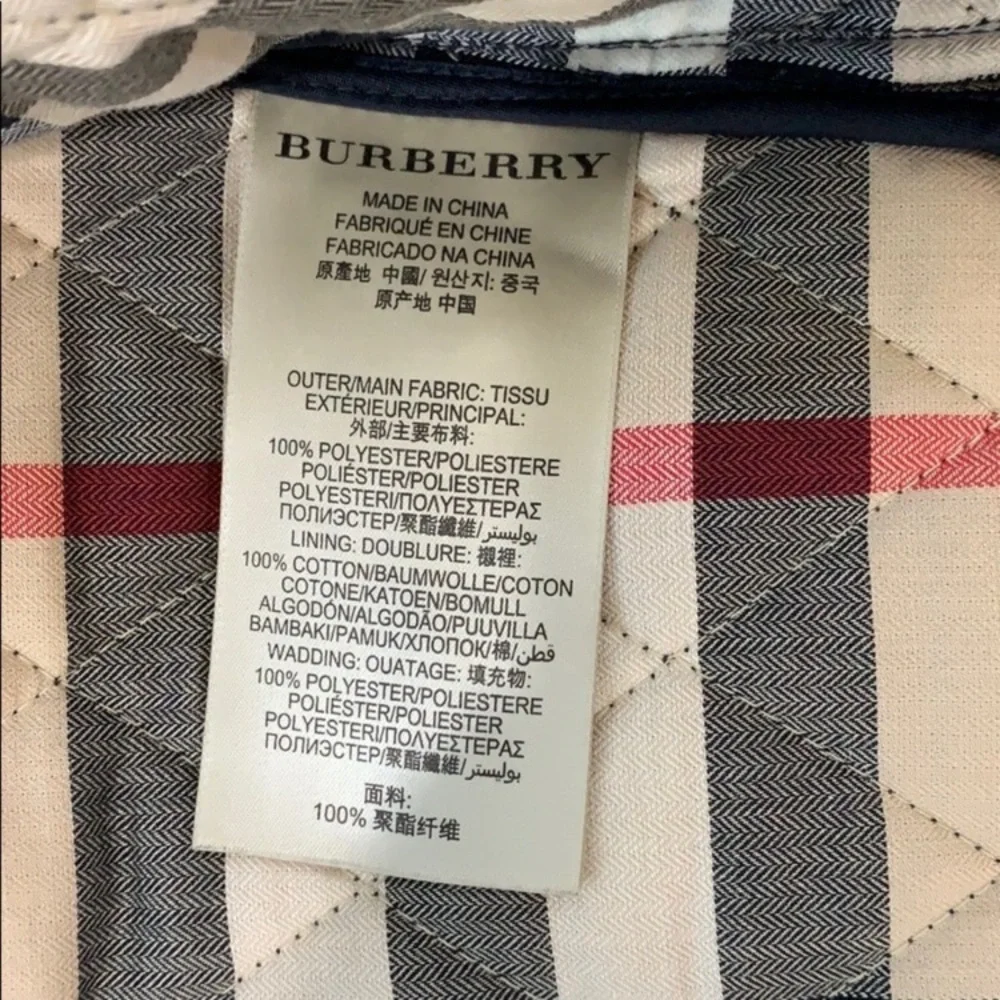 BURBERRY
MADE IN CHINA
FABRIQUÉ EN CHINE
FABRICADO NA CHINA
原產地 中國/ 원산지: 중국
原产地 中国
OUTER/MAIN FABRIC: TISSU
EXTÉRIEUR/PRINCIPAL:
外部/主要布料:
100% POLYESTER/POLIESTERE
POLIÉSTER/POLIESTER
POLYESTERI/ΠΟΛΥΕΣΤΕΡΑΣ
ПОЛИЭСТЕР/聚酯纖維/بوليستر
LINING: DOUBLURE: 襯裡:
100% COTTON/BAUMWOLLE/COTON
COTONE/KATOEN/BOMULL
ALGODÓN/ALGODÃO/PUUVILLA
BAMBAKI/PAMUK/ХЛОПОК/棉/قطن
WADDING: OUATAGE: 填充物:
100% POLYESTER/POLIESTERE
POLIÉSTER/POLIESTER
POLYESTERI/ΠΟΛΥΕΣΤΕΡΑΣ
ПОЛИЭСТЕР/聚酯纖維/بوليستر
面料:
100% 聚酯纤维